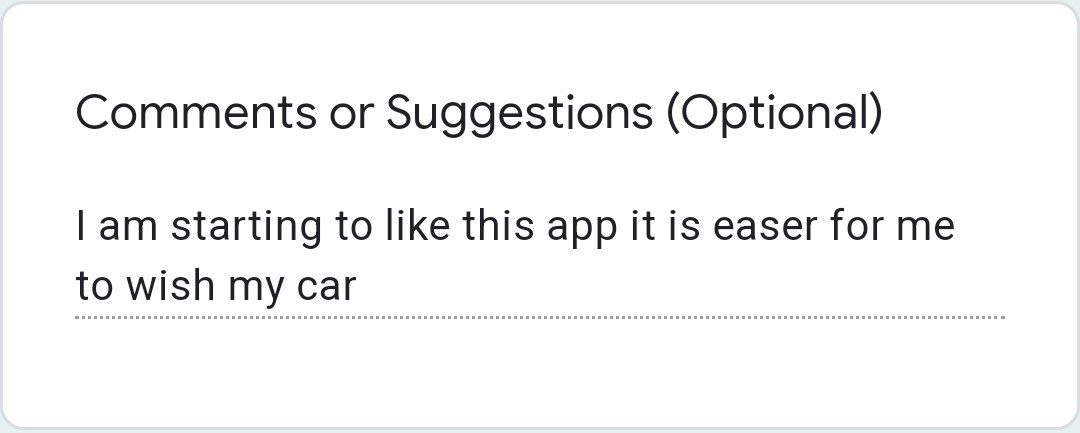 Comments or Suggestions (Optional)
I am starting to like this app it is easer for me
to wish my car